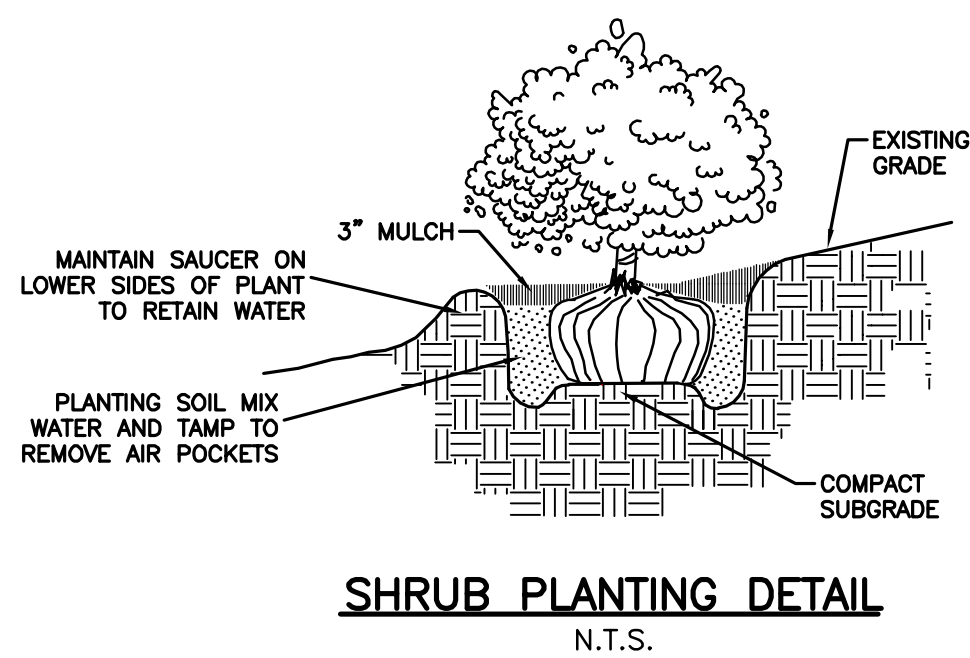 EXISTING
GRADE
3” MULCH
MAINTAIN SAUCER ON
LOWER SIDES OF PLANT
TO RETAIN WATER
PLANTING SOIL MIX
WATER AND TAMP TO
REMOVE AIR POCKETS
COMPACT
SUBGRADE
SHRUB PLANTING DETAIL
N.T.S.